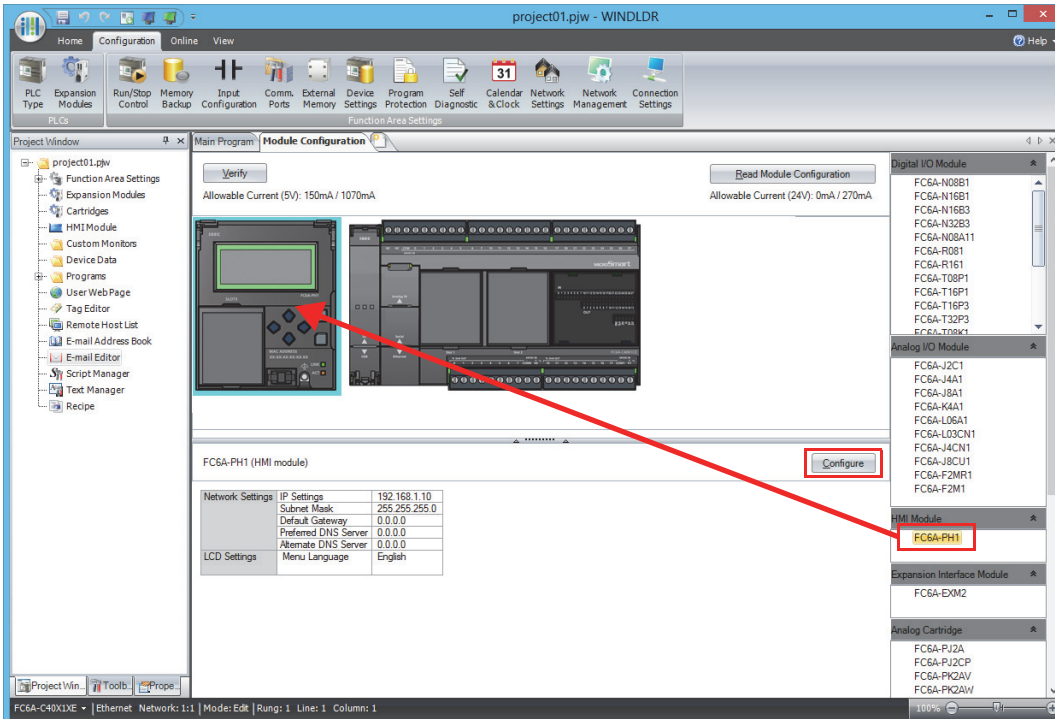 project01.pjw - WINDLDR
Home Configuration Online View
Help
PLC Type
Expansion Modules
Run/Stop Control
Memory Backup
Input Configuration
Comm. Ports
External Memory
Device Settings
Program Protection
Self Diagnostic
31
Calendar & Clock
Network Settings
Network Management
Connection Settings
PLCs
Function Area Settings
Project Window
project01.pjw
Function Area Settings
Expansion Modules
Cartridges
HMI Module
Custom Monitors
Device Data
Programs
User Web Page
Tag Editor
Remote Host List
E-mail Address Book
E-mail Editor
Script Manager
Text Manager
Recipe
Project Win...
Toolb...
Prope...
Main Program Module Configuration
Verify
Read Module Configuration
Allowable Current (5V): 150mA / 1070mA
Allowable Current (24V): 0mA / 270mA
MAC ADDRESS
FC6A-PH1 (HMI module)
Configure
Network Settings IP Settings 192.168.1.10
Subnet Mask 255.255.255.0
Default Gateway 0.0.0.0
Preferred DNS Server 0.0.0.0
Alternate DNS Server 0.0.0.0
LCD Settings Menu Language English
Digital I/O Module
FC6A-N08B1
FC6A-N16B1
FC6A-N16B3
FC6A-N32B3
FC6A-N08A11
FC6A-R081
FC6A-R161
FC6A-T08P1
FC6A-T16P1
FC6A-T16P3
FC6A-T32P3
FC6A-T08K1
Analog I/O Module
FC6A-J2C1
FC6A-J4A1
FC6A-J8A1
FC6A-K4A1
FC6A-L06A1
FC6A-L03CN1
FC6A-J4CN1
FC6A-J8CU1
FC6A-F2MR1
FC6A-F2M1
HMI Module
FC6A-PH1
Expansion Interface Module
FC6A-EXM2
Analog Cartridge
FC6A-PJ2A
FC6A-PJ2CP
FC6A-PK2AV
FC6A-PK2AW
FC6A-C40X1XE Ethernet Network: 1:1 Mode: Edit Rung: 1 Line: 1 Column: 1
100%